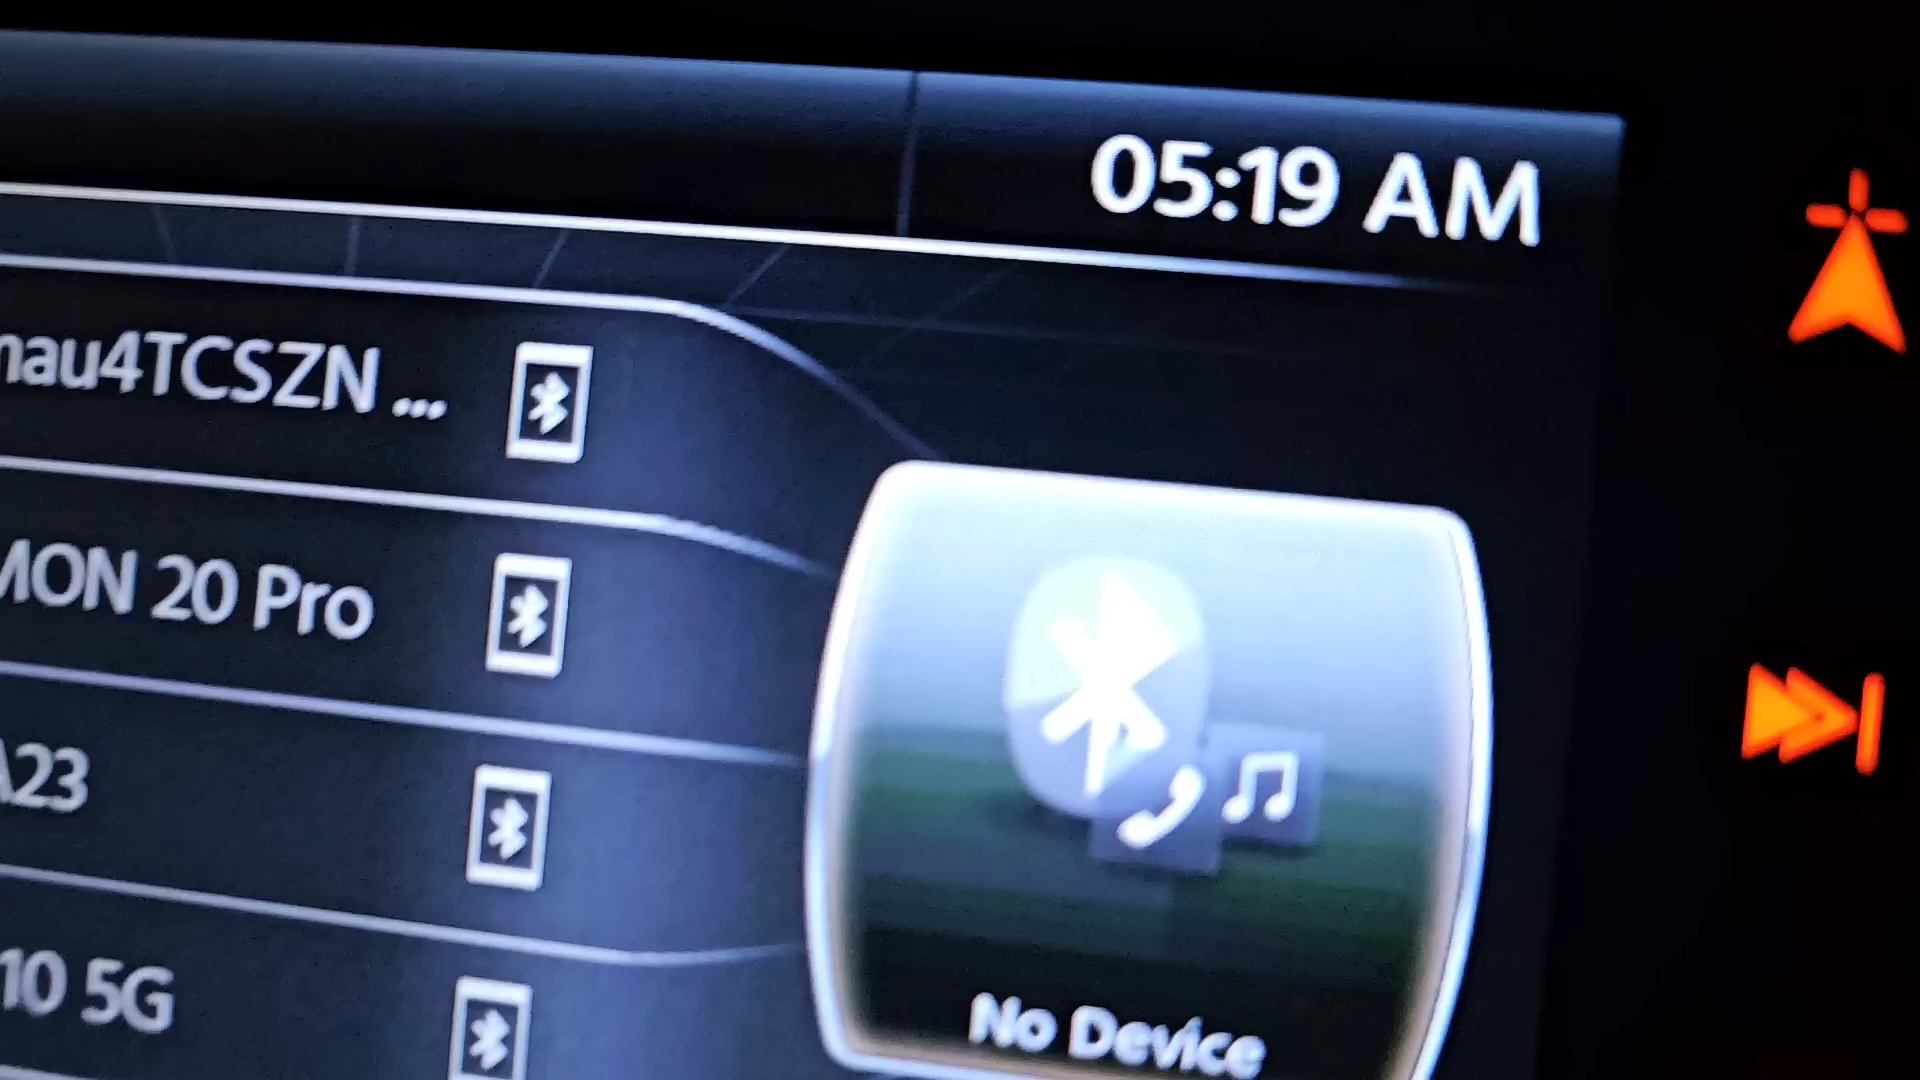 05:19 AM
nau4TCSZN ...
MON 20 Pro
A23
10 5G
No Device